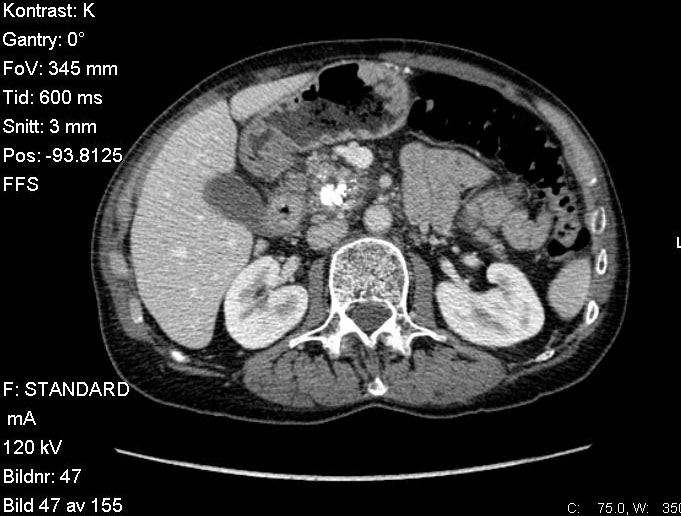 Kontrast: K
Gantry: 0°
FoV: 345 mm
Tid: 600 ms
Snitt: 3 mm
Pos: -93.8125
FFS
L
F: STANDARD
mA
120 kV
Bildnr: 47
Bild 47 av 155
C: 75.0, W: 350